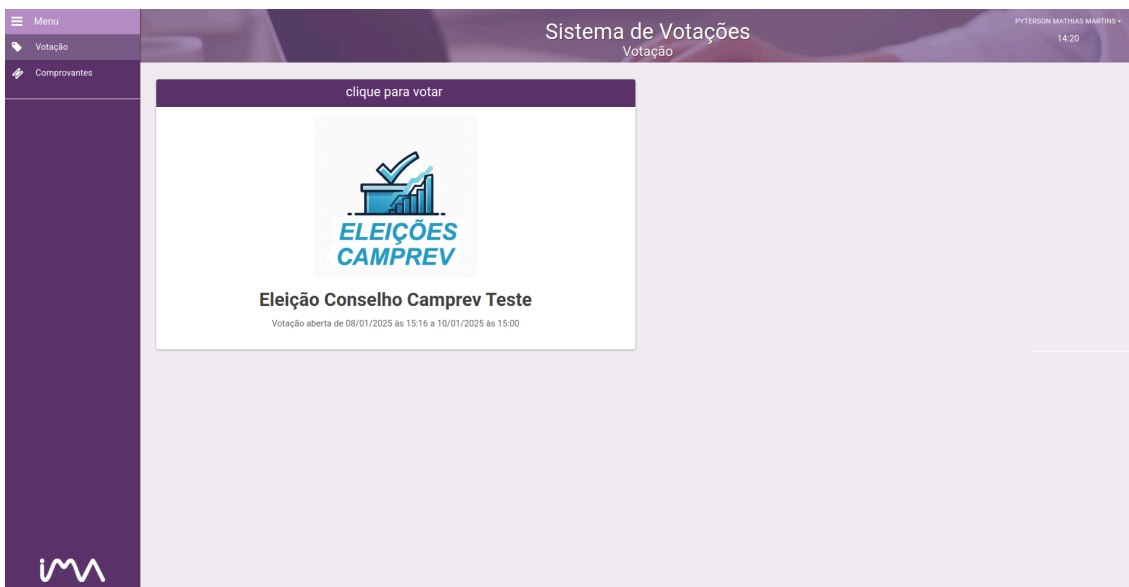 Menu
Votação
Comprovantes
Sistema de Votações
Votação
PYTERSON MATHIAS MARTINS
14:20
clique para votar
ELEIÇÕES
CAMPREV
Eleição Conselho Camprev Teste
Votação aberta de 08/01/2025 às 15:16 a 10/01/2025 às 15:00
ima